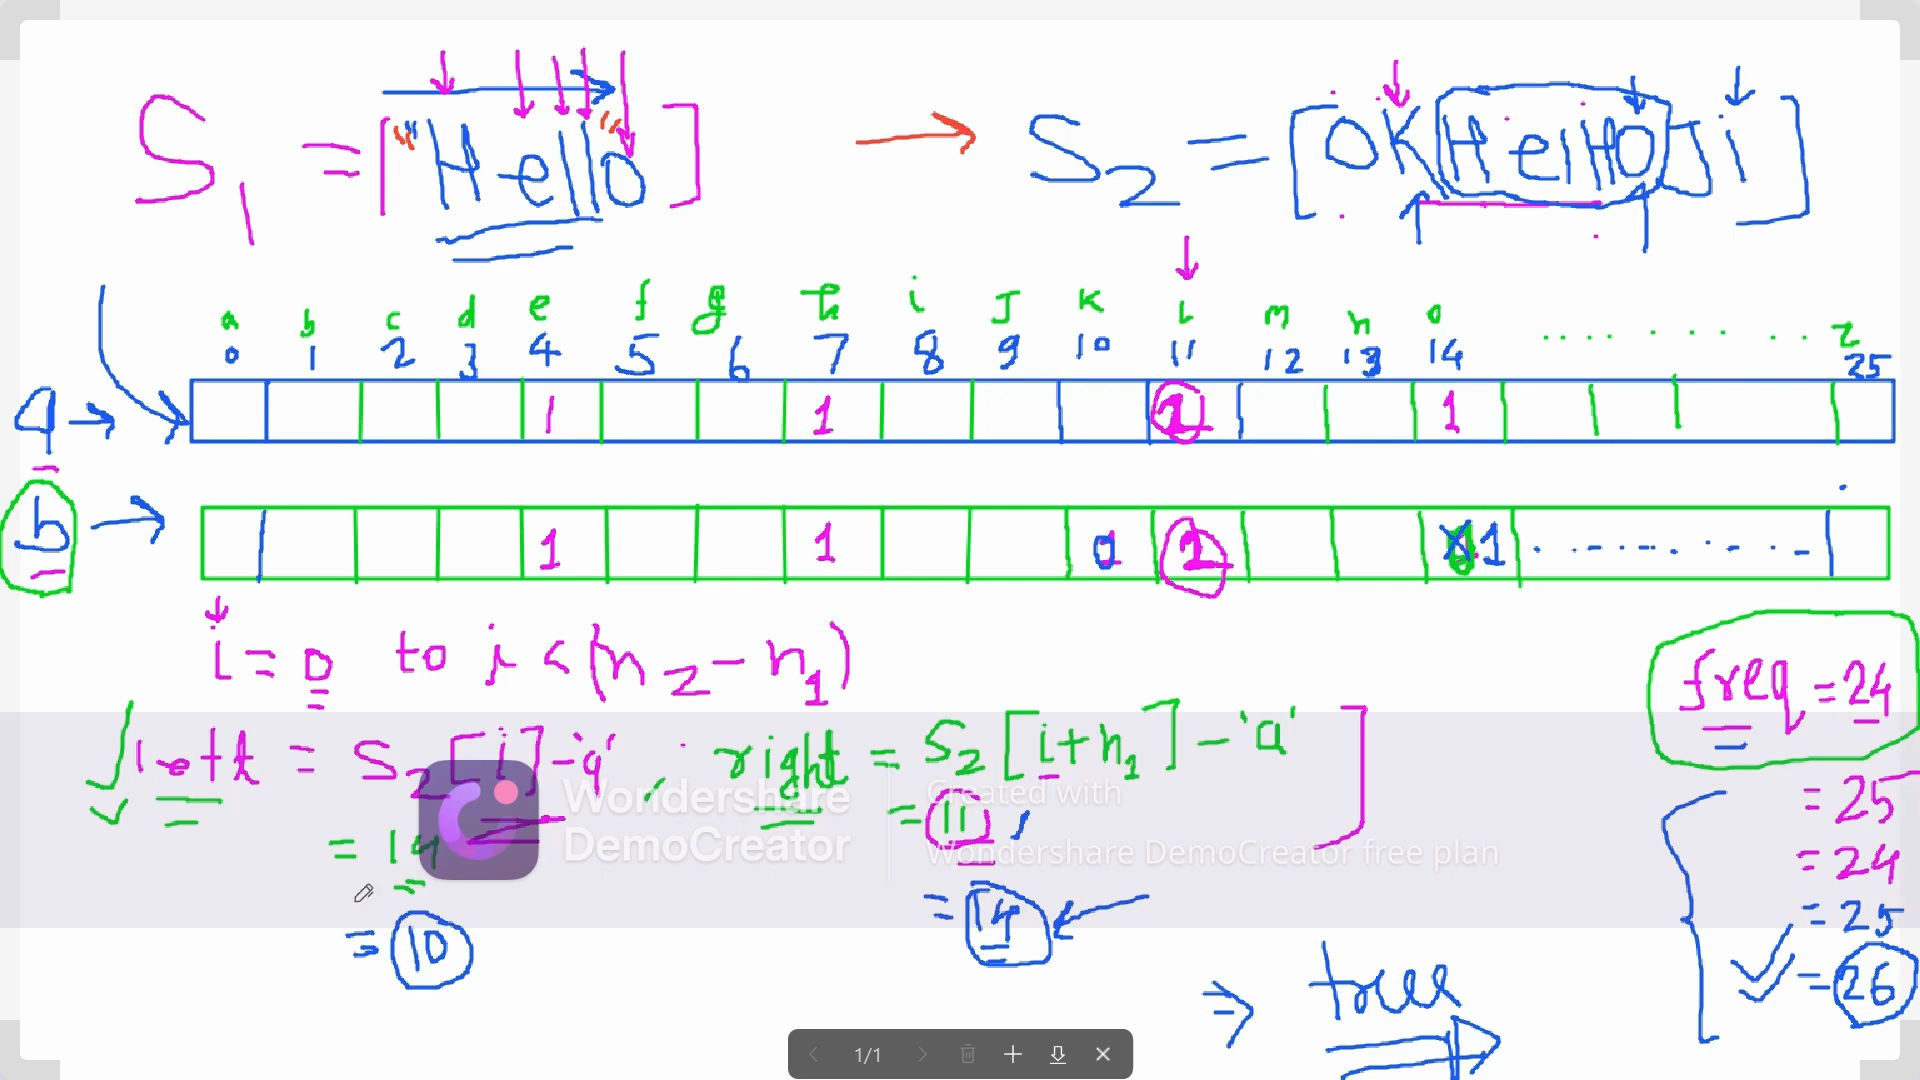 S1 = ["Hello"] → S2 = [OKHelloJi]
a b c d e f g h i J K L m n o ......... z
0 1 2 3 4 5 6 7 8 9 10 11 12 13 14 25
a → 1 1 2 1
b → 1 1 0 2 1
i = 0 to i < (n2 - n1)
freq = 24
left = S2[i] - 'a', right = S2[i+n1] - 'a'
= 25
= 14 = 11,
= 24
= 10 = 14
= 25
= 26
⇒ true
Wondershare DemoCreator
Created with
Wondershare DemoCreator free plan
1/1